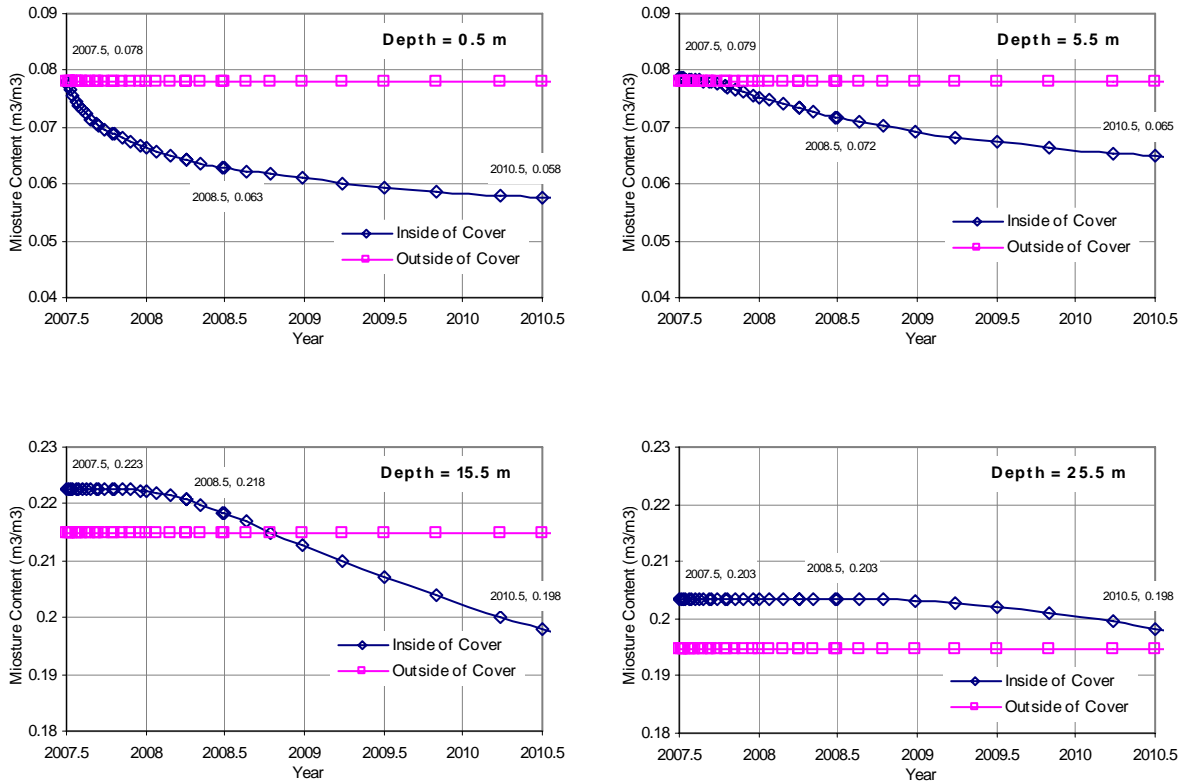 Depth = 0.5 m
2007.5, 0.078
2008.5, 0.063
2010.5, 0.058
Miosture Content (m3/m3)
0.09
0.08
0.07
0.06
0.05
0.04
Inside of Cover
Outside of Cover
2007.5 2008 2008.5 2009 2009.5 2010 2010.5
Year
Depth = 5.5 m
2007.5, 0.079
2008.5, 0.072
2010.5, 0.065
Miosture Content (m3/m3)
0.09
0.08
0.07
0.06
0.05
0.04
Inside of Cover
Outside of Cover
2007.5 2008 2008.5 2009 2009.5 2010 2010.5
Year
Depth = 15.5 m
2007.5, 0.223
2008.5, 0.218
2010.5, 0.198
Miosture Content (m3/m3)
0.23
0.22
0.21
0.2
0.19
0.18
Inside of Cover
Outside of Cover
2007.5 2008 2008.5 2009 2009.5 2010 2010.5
Year
Depth = 25.5 m
2007.5, 0.203
2008.5, 0.203
2010.5, 0.198
Miosture Content (m3/m3)
0.23
0.22
0.21
0.2
0.19
0.18
Inside of Cover
Outside of Cover
2007.5 2008 2008.5 2009 2009.5 2010 2010.5
Year